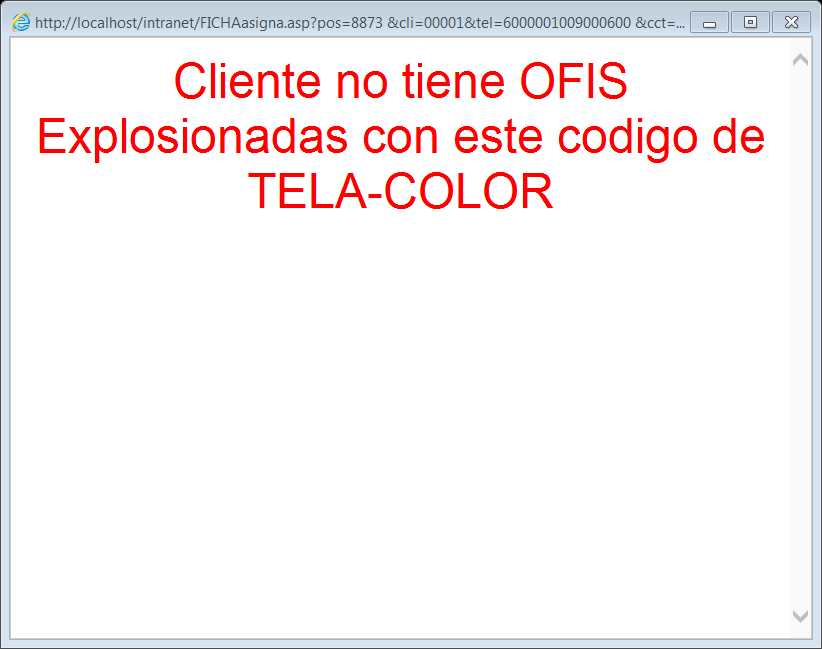 http://localhost/intranet/FICHAasigna.asp?pos=8873 &cli=00001&tel=6000001009000600 &cct=...
Cliente no tiene OFIS
Explosionadas con este codigo de
TELA-COLOR